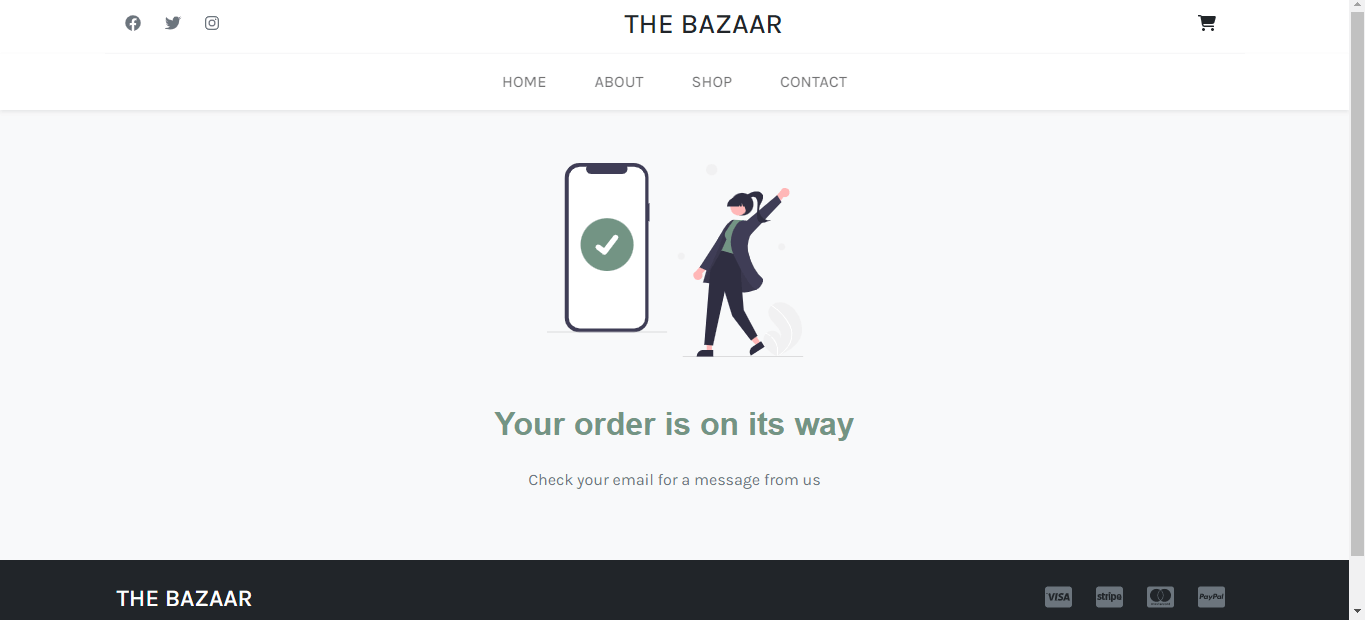 THE BAZAAR
HOME ABOUT SHOP CONTACT
Your order is on its way
Check your email for a message from us
THE BAZAAR
VISA stripe PayPal